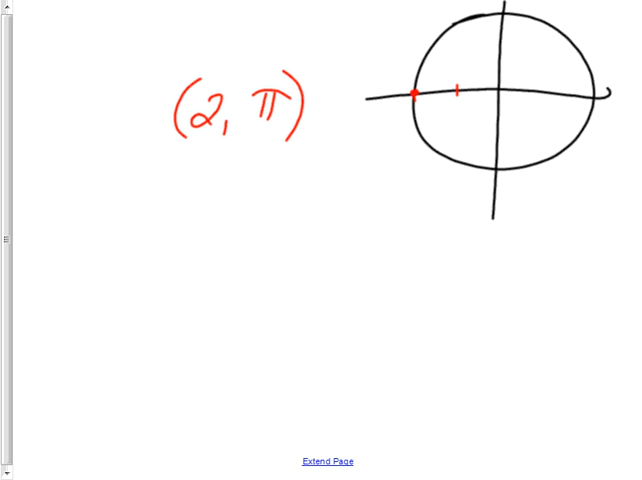 (2, π)
Extend Page